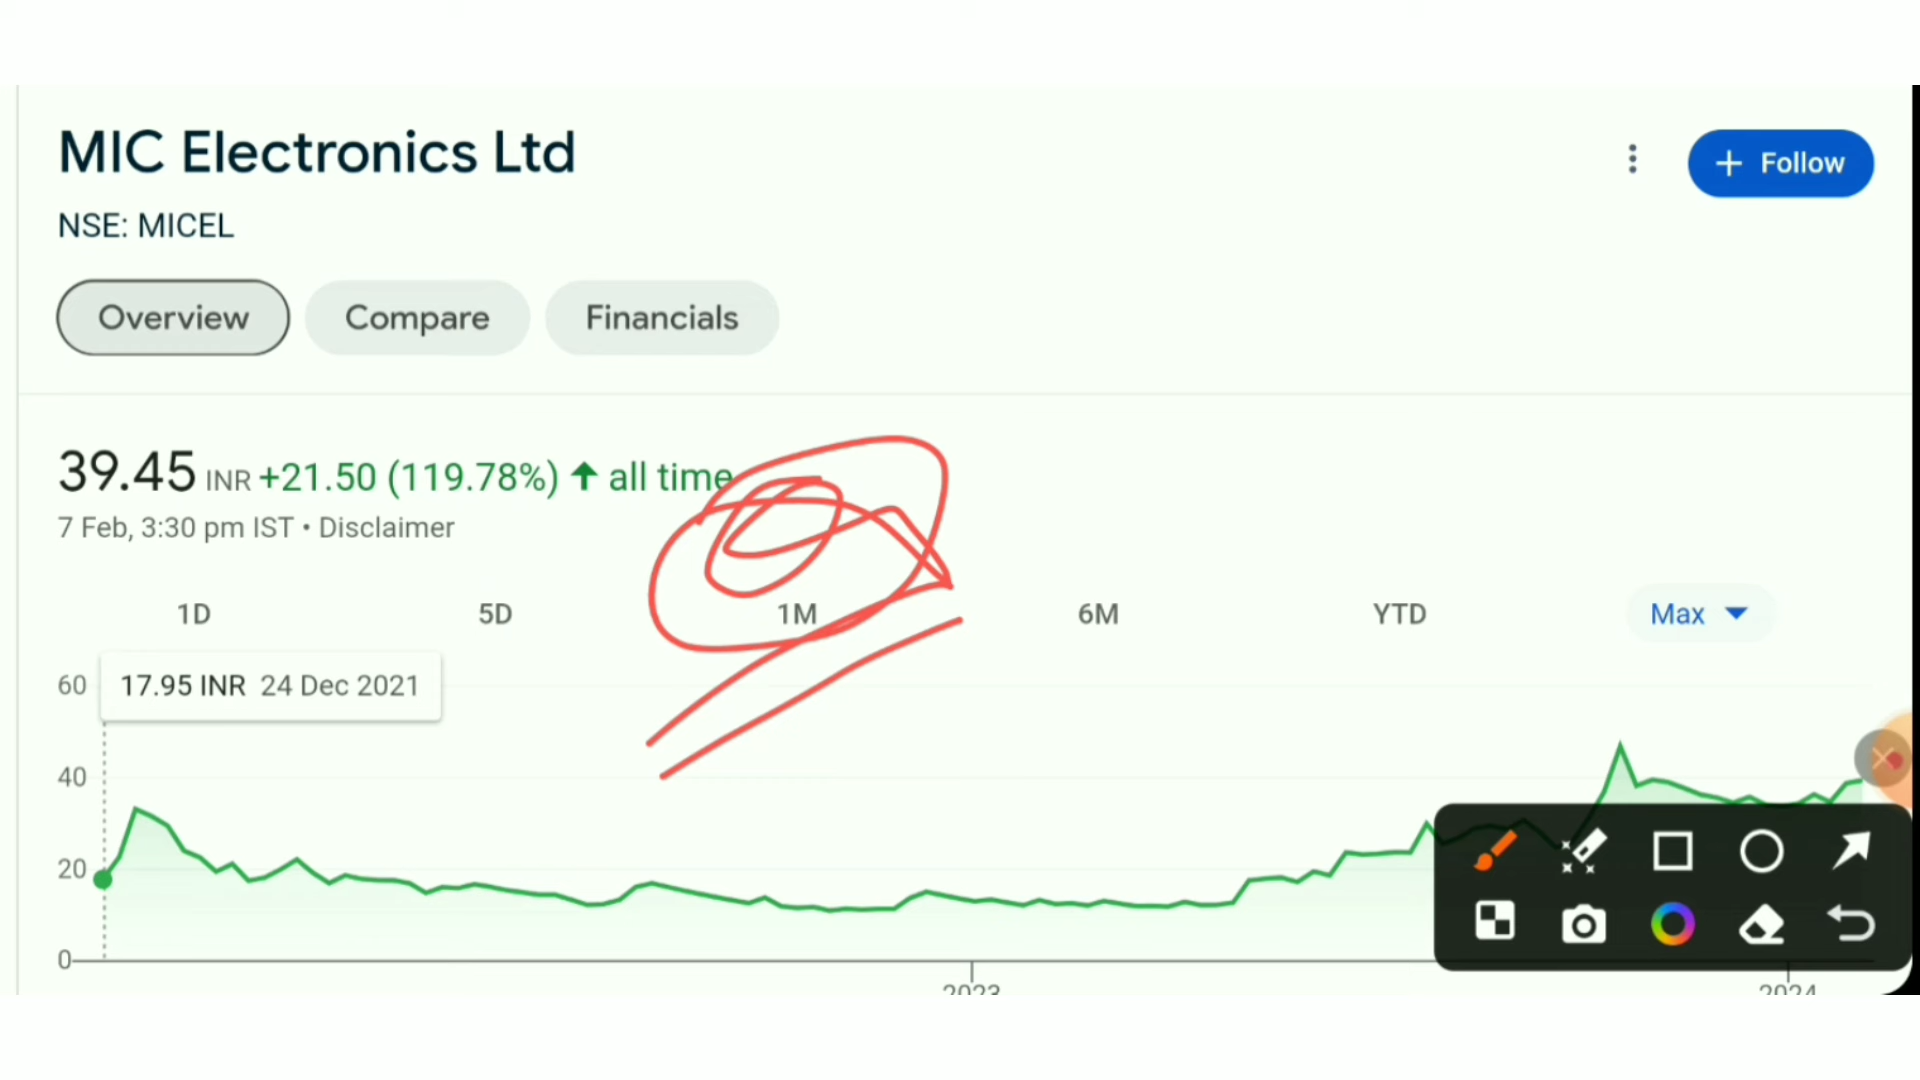 MIC Electronics Ltd
+ Follow
NSE: MICEL
Overview Compare Financials
39.45 INR +21.50 (119.78%) ↑ all time
7 Feb, 3:30 pm IST • Disclaimer
1D 5D 1M 6M YTD Max
17.95 INR 24 Dec 2021
60
40
20
0
2023 2024